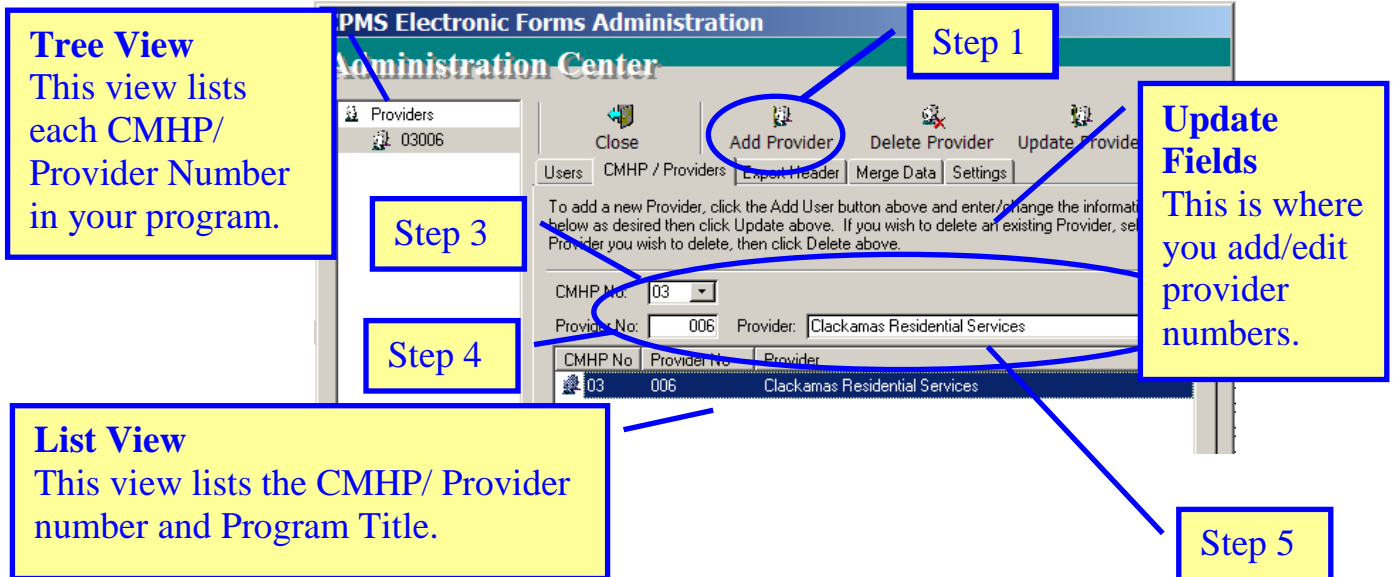 PMS Electronic Forms Administration
Administration Center
Tree View
This view lists
each CMHP/
Provider Number
in your program.
Step 1
Providers
03006
Close
Add Provider
Delete Provider
Update Provide
Users
CMHP / Providers
Export Header
Merge Data
Settings
To add a new Provider, click the Add User button above and enter/change the informati
below as desired then click Update above. If you wish to delete an existing Provider, sel
Provider you wish to delete, then click Delete above.
Update
Fields
This is where
you add/edit
provider
numbers.
Step 3
CMHP No: 03
Provider No: 006 Provider: Clackamas Residential Services
Step 4
CMHP No Provider No Provider
03 006 Clackamas Residential Services
List View
This view lists the CMHP/ Provider
number and Program Title.
Step 5